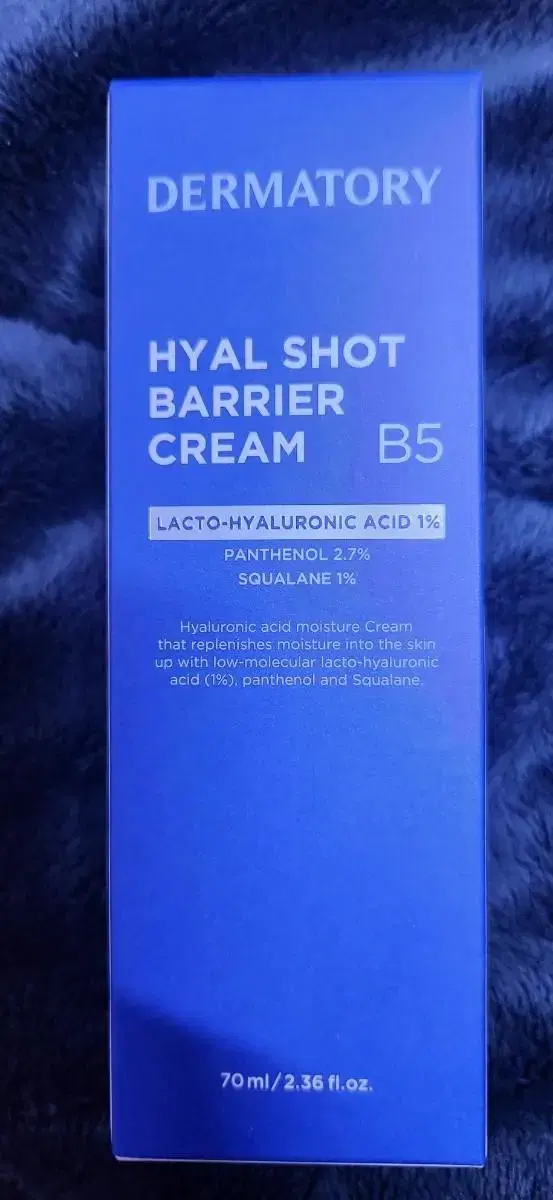 DERMATORY
HYAL SHOT
BARRIER
CREAM B5
LACTO-HYALURONIC ACID 1%
PANTHENOL 2.7%
SQUALANE 1%
Hyaluronic acid moisture Cream
that replenishes moisture into the skin
up with low-molecular lacto-hyaluronic
acid (1%), panthenol and Squalane.
70 ml / 2.36 fl.oz.